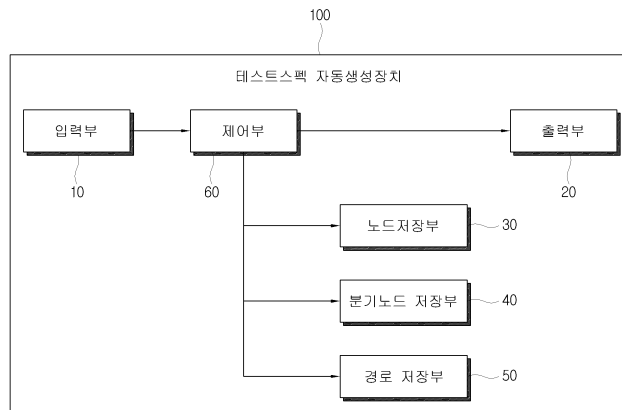 100
테스트스펙 자동생성장치
입력부
제어부
출력부
10
60
20
노드저장부
30
분기노드 저장부
40
경로 저장부
50